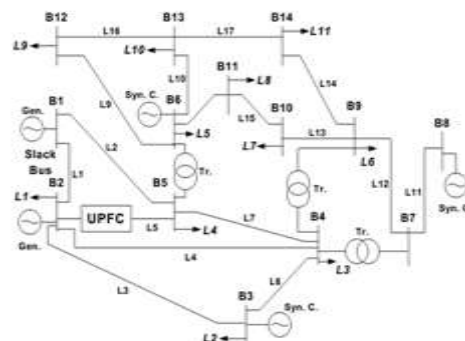 B12
L16
B13
L17
B14
L11
L9
L10
L10
B11
L8
L14
Syn. C.
B6
L9
L5
L15
B10
B9
B1
Gen.
L2
L7
L13
L6
B8
Slack
Bus
Tr.
L1
B2
B5
Tr.
L12
L11
Syn. C.
L1
UPFC
L5
L7
B4
Tr.
B7
Gen.
L4
L4
L3
L3
L6
B3
Syn. C.
L2